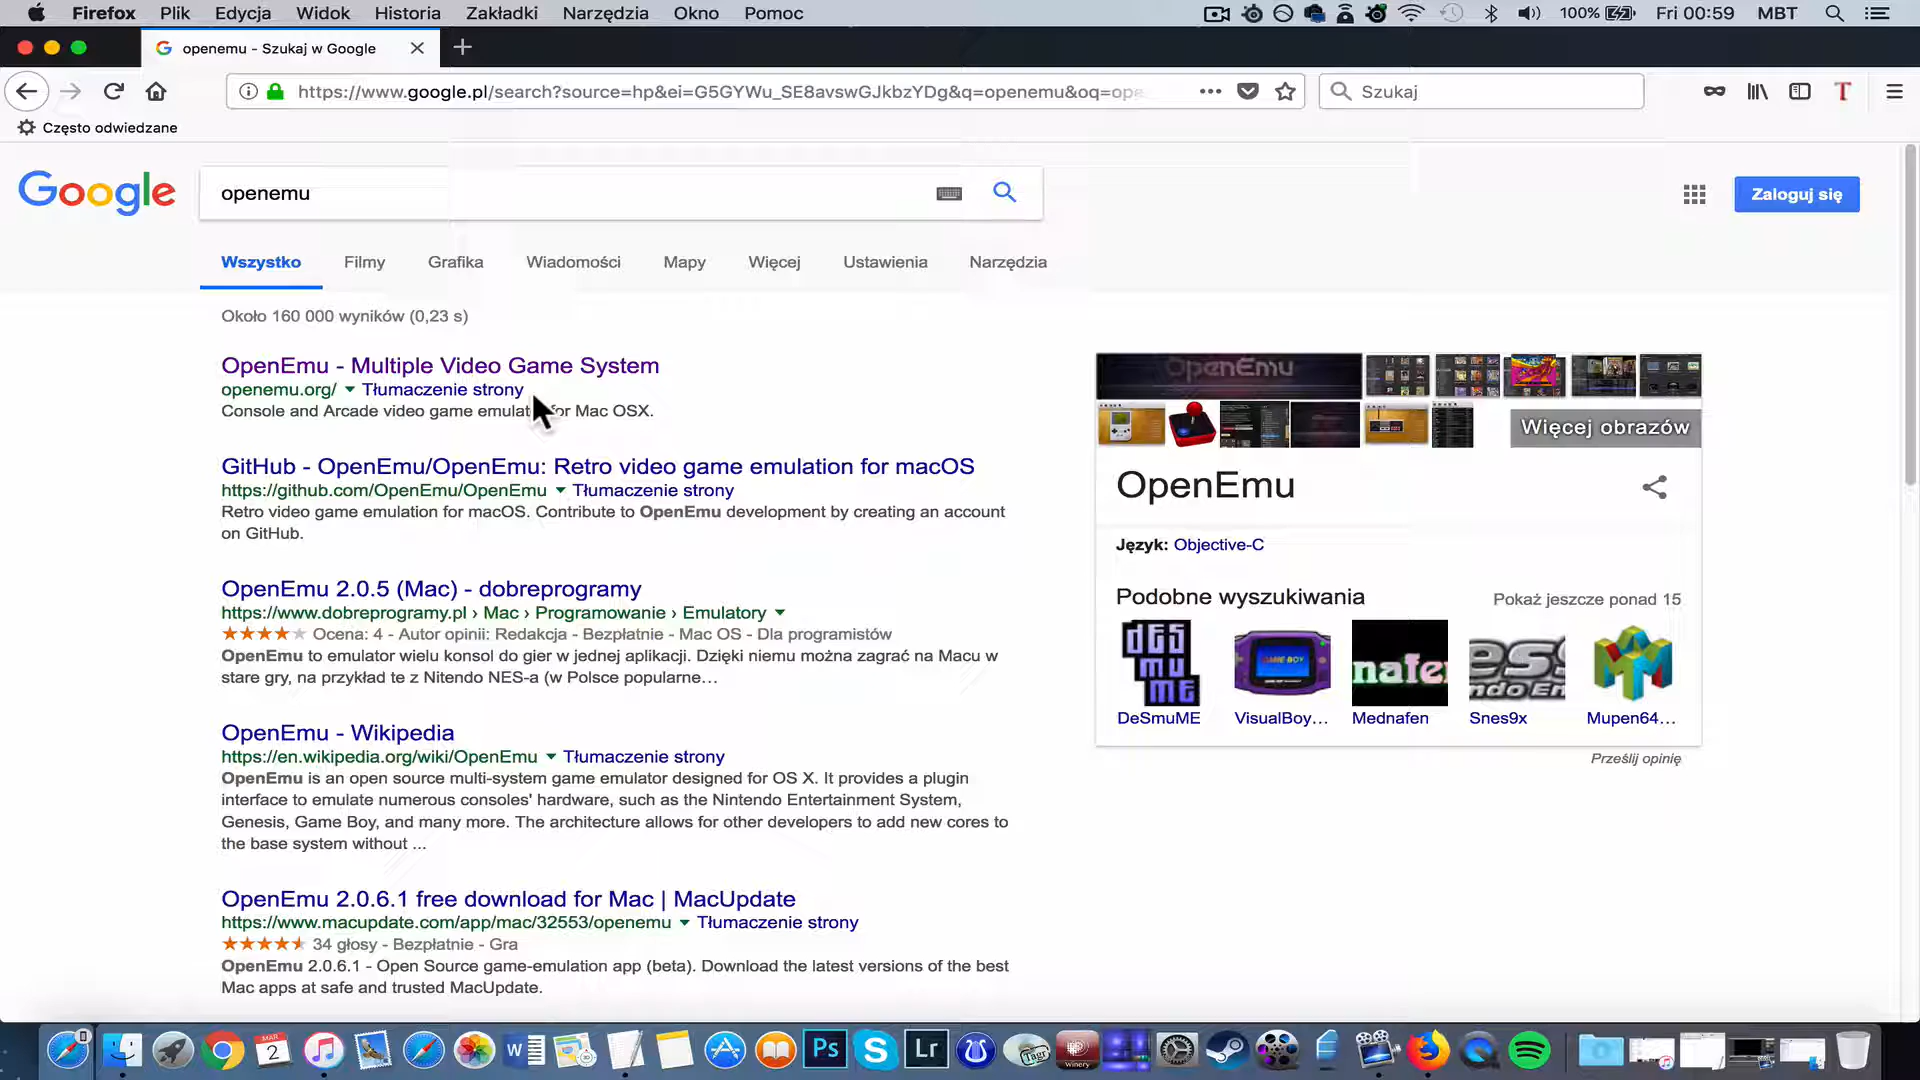 Firefox Plik Edycja Widok Historia Zakładki Narzędzia Okno Pomoc 100% Fri 00:59 MBT
openemu - Szukaj w Google
https://www.google.pl/search?source=hp&ei=G5GYWu_SE8avswGJkbzYDg&q=openemu&oq=ope
Szukaj
Często odwiedzane
Google openemu Zaloguj się
Wszystko Filmy Grafika Wiadomości Mapy Więcej Ustawienia Narzędzia
Około 160 000 wyników (0,23 s)
OpenEmu - Multiple Video Game System
openemu.org/ Tłumaczenie strony
Console and Arcade video game emulat for Mac OSX.
GitHub - OpenEmu/OpenEmu: Retro video game emulation for macOS
https://github.com/OpenEmu/OpenEmu Tłumaczenie strony
Retro video game emulation for macOS. Contribute to OpenEmu development by creating an account
on GitHub.
OpenEmu 2.0.5 (Mac) - dobreprogramy
https://www.dobreprogramy.pl › Mac › Programowanie › Emulatory
Ocena: 4 - Autor opinii: Redakcja - Bezpłatnie - Mac OS - Dla programistów
OpenEmu to emulator wielu konsol do gier w jednej aplikacji. Dzięki niemu można zagrać na Macu w
stare gry, na przykład te z Nitendo NES-a (w Polsce popularne…
OpenEmu - Wikipedia
https://en.wikipedia.org/wiki/OpenEmu Tłumaczenie strony
OpenEmu is an open source multi-system game emulator designed for OS X. It provides a plugin
interface to emulate numerous consoles' hardware, such as the Nintendo Entertainment System,
Genesis, Game Boy, and many more. The architecture allows for other developers to add new cores to
the base system without ...
OpenEmu 2.0.6.1 free download for Mac | MacUpdate
https://www.macupdate.com/app/mac/32553/openemu Tłumaczenie strony
34 głosy - Bezpłatnie - Gra
OpenEmu 2.0.6.1 - Open Source game-emulation app (beta). Download the latest versions of the best
Mac apps at safe and trusted MacUpdate.
OpenEmu
Więcej obrazów
OpenEmu
Język: Objective-C
Podobne wyszukiwania Pokaż jeszcze ponad 15
DeSmuME VisualBoy... Mednafen Snes9x Mupen64...
Prześlij opinię
MAR 2 W Ps S Lr Tagr Winery